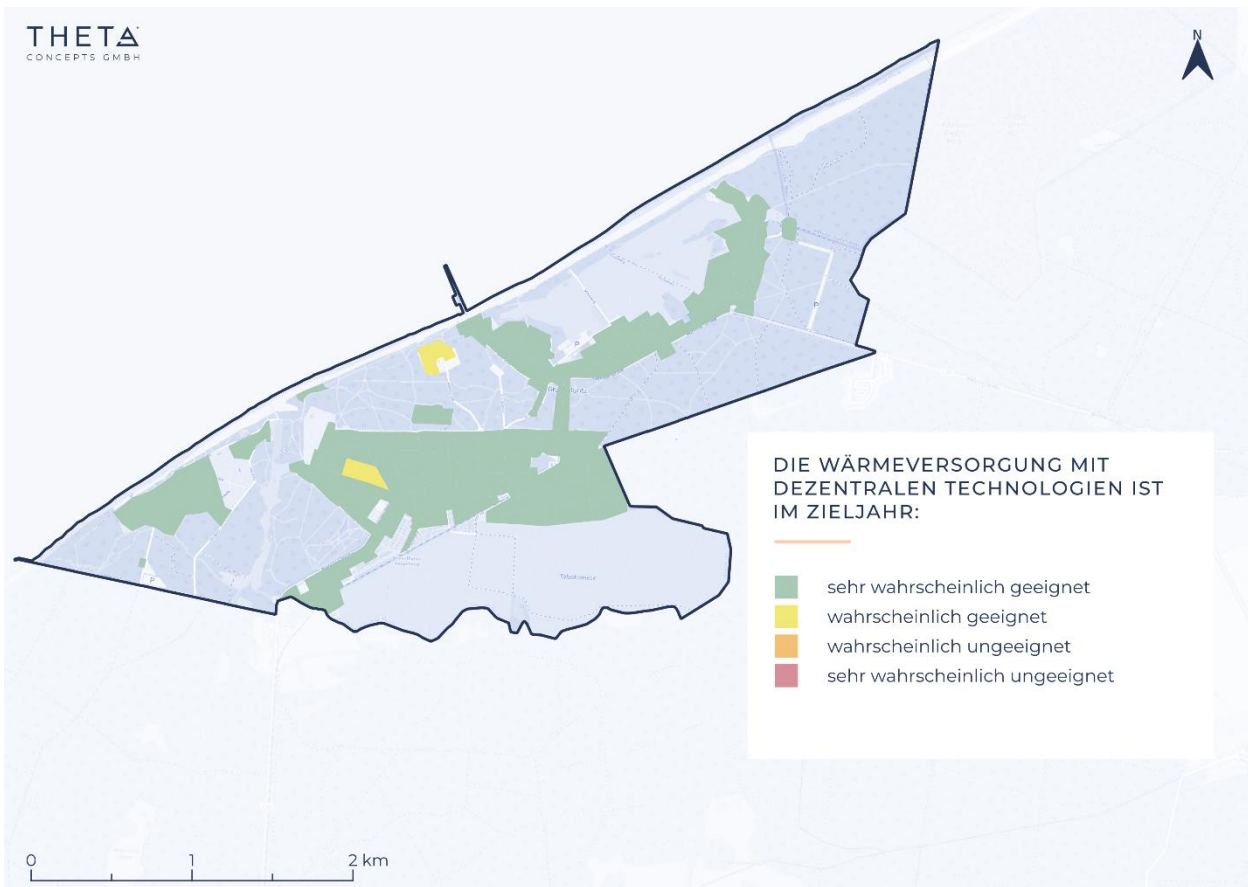 THETA
CONCEPTS GMBH
N
P
P
P
DIE WÄRMEVERSORGUNG MIT
DEZENTRALEN TECHNOLOGIEN IST
IM ZIELJAHR:
sehr wahrscheinlich geeignet
wahrscheinlich geeignet
wahrscheinlich ungeeignet
sehr wahrscheinlich ungeeignet
0 1 2 km